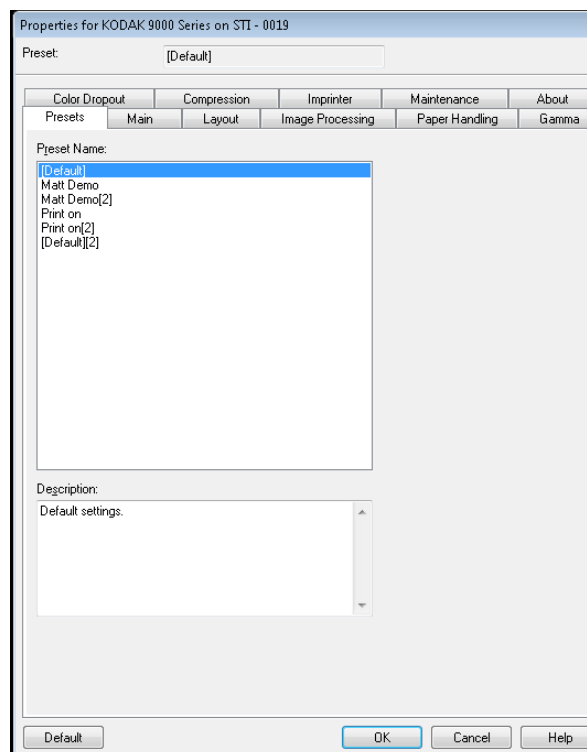 Properties for KODAK 9000 Series on STI - 0019
Preset: [Default]
Color Dropout Compression Imprinter Maintenance About
Presets Main Layout Image Processing Paper Handling Gamma
Preset Name:
[Default]
Matt Demo
Matt Demo[2]
Print on
Print on[2]
[Default][2]
Description:
Default settings.
Default OK Cancel Help